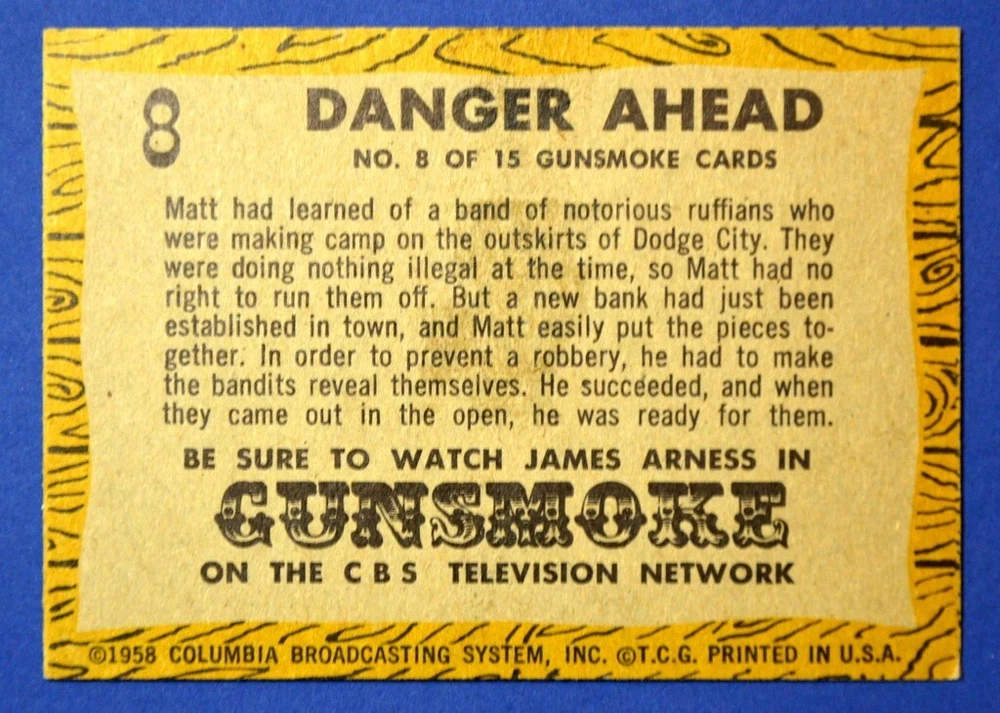 8
DANGER AHEAD
NO. 8 OF 15 GUNSMOKE CARDS
Matt had learned of a band of notorious ruffians who
were making camp on the outskirts of Dodge City. They
were doing nothing illegal at the time, so Matt had no
right to run them off. But a new bank had just been
established in town, and Matt easily put the pieces to-
gether. In order to prevent a robbery, he had to make
the bandits reveal themselves. He succeeded, and when
they came out in the open, he was ready for them.
BE SURE TO WATCH JAMES ARNESS IN
GUNSMOKE
ON THE CBS TELEVISION NETWORK
©1958 COLUMBIA BROADCASTING SYSTEM, INC. ©T.C.G. PRINTED IN U.S.A.